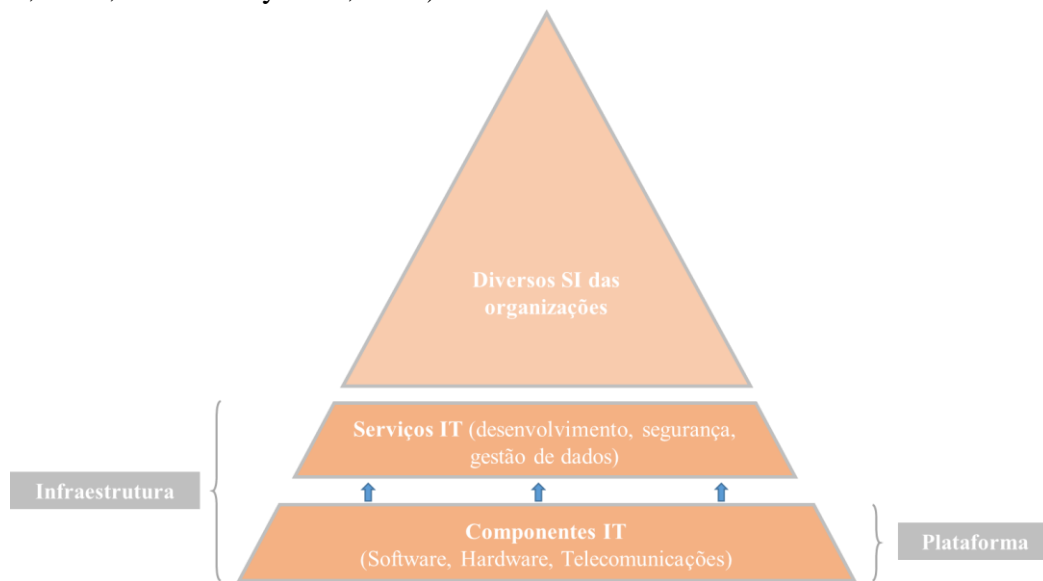 Diversos SI das
organizações
Serviços IT (desenvolvimento, segurança,
gestão de dados)
Infraestrutura
Componentes IT
(Software, Hardware, Telecomunicações)
Plataforma